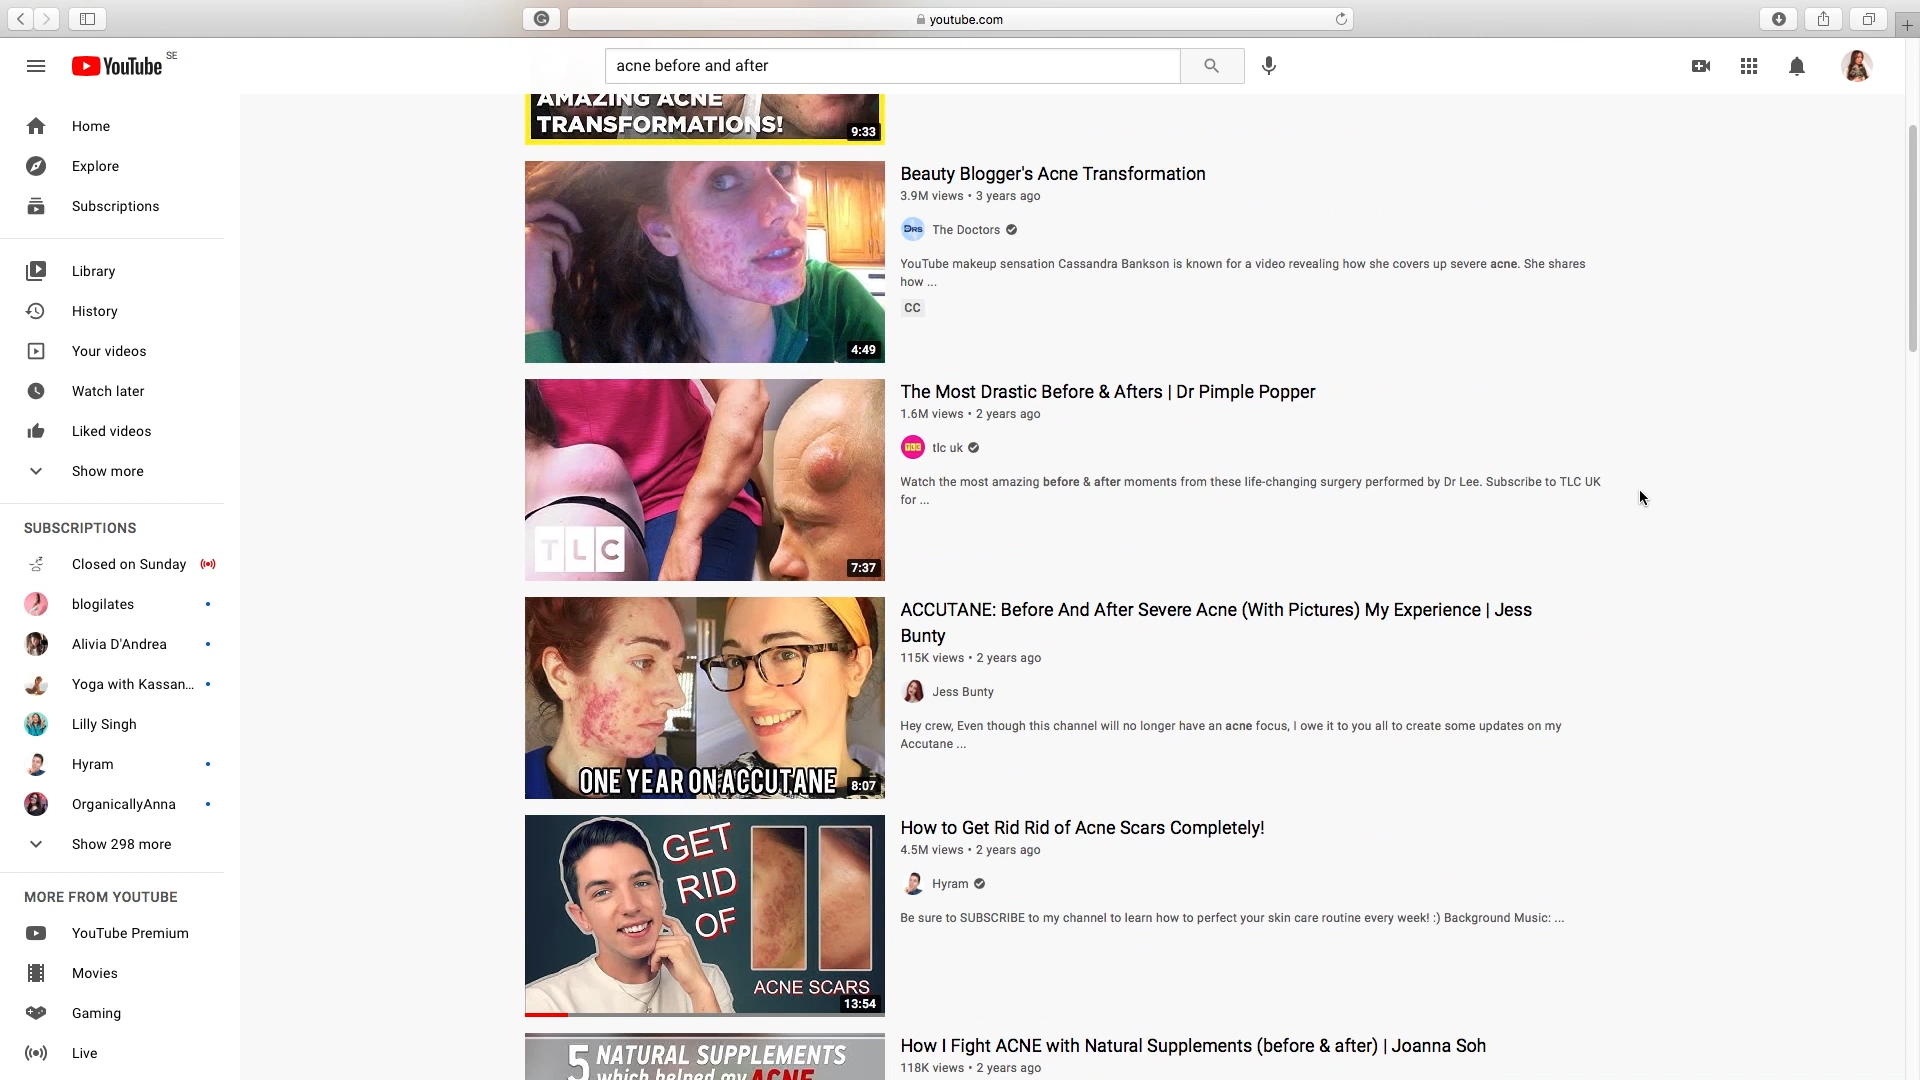 youtube.com
YouTube SE
acne before and after
Home
Explore
Subscriptions
Library
History
Your videos
Watch later
Liked videos
Show more
SUBSCRIPTIONS
Closed on Sunday
blogilates
Alivia D'Andrea
Yoga with Kassan...
Lilly Singh
Hyram
OrganicallyAnna
Show 298 more
MORE FROM YOUTUBE
YouTube Premium
Movies
Gaming
Live
AMAZING ACNE
TRANSFORMATIONS!
9:33
4:49
Beauty Blogger's Acne Transformation
3.9M views • 3 years ago
DRS The Doctors
YouTube makeup sensation Cassandra Bankson is known for a video revealing how she covers up severe acne. She shares
how ...
CC
TLC
7:37
The Most Drastic Before & Afters | Dr Pimple Popper
1.6M views • 2 years ago
TLC tlc uk
Watch the most amazing before & after moments from these life-changing surgery performed by Dr Lee. Subscribe to TLC UK
for ...
ONE YEAR ON ACCUTANE
8:07
ACCUTANE: Before And After Severe Acne (With Pictures) My Experience | Jess
Bunty
115K views • 2 years ago
Jess Bunty
Hey crew, Even though this channel will no longer have an acne focus, I owe it to you all to create some updates on my
Accutane ...
GET
RID
OF
ACNE SCARS
13:54
How to Get Rid Rid of Acne Scars Completely!
4.5M views • 2 years ago
Hyram
Be sure to SUBSCRIBE to my channel to learn how to perfect your skin care routine every week! :) Background Music: ...
5 NATURAL SUPPLEMENTS
which helped my ACNE
How I Fight ACNE with Natural Supplements (before & after) | Joanna Soh
118K views • 2 years ago